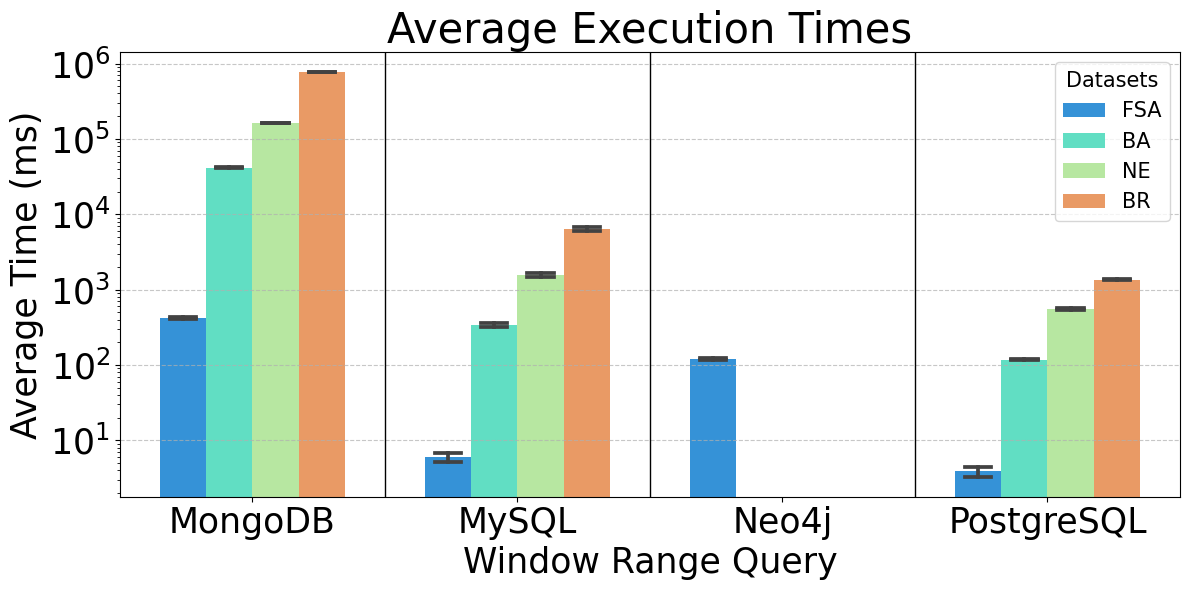 Average Execution Times
Average Time (ms)
10^6
10^5
10^4
10^3
10^2
10^1
Datasets
FSA
BA
NE
BR
MongoDB
MySQL
Neo4j
PostgreSQL
Window Range Query